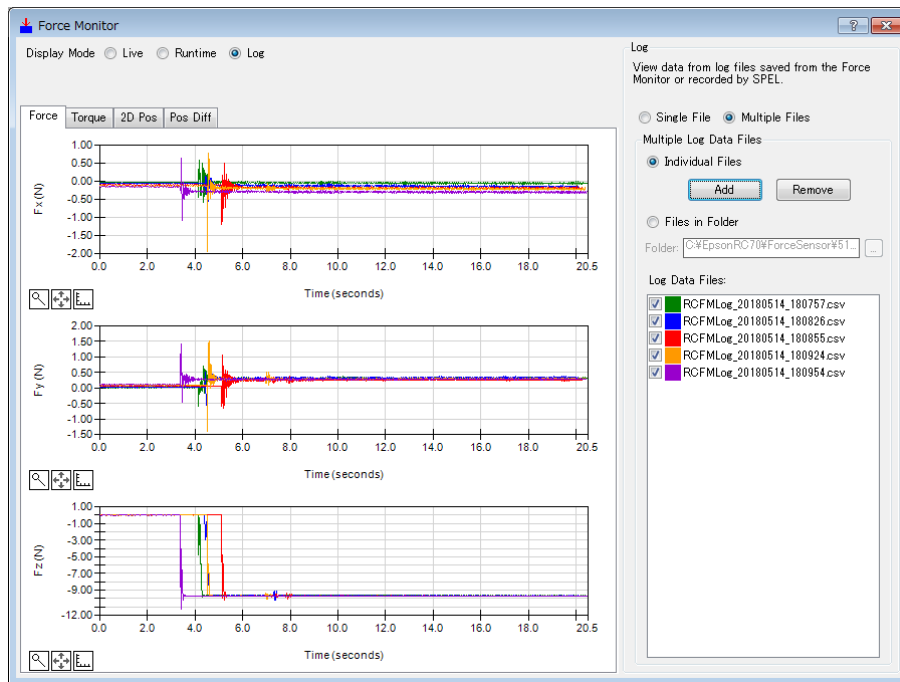 Force Monitor
Display Mode Live Runtime Log
Force Torque 2D Pos Pos Diff
Fx (N)
1.00
0.50
0.00
-0.50
-1.00
-1.50
-2.00
0.0 2.0 4.0 6.0 8.0 10.0 12.0 14.0 16.0 18.0 20.5
Time (seconds)
Fy (N)
2.00
1.50
1.00
0.50
0.00
-0.50
-1.00
-1.50
0.0 2.0 4.0 6.0 8.0 10.0 12.0 14.0 16.0 18.0 20.5
Time (seconds)
Fz (N)
1.00
-1.00
-3.00
-5.00
-7.00
-9.00
-12.00
0.0 2.0 4.0 6.0 8.0 10.0 12.0 14.0 16.0 18.0 20.5
Time (seconds)
Log
View data from log files saved from the Force
Monitor or recorded by SPEL.
Single File Multiple Files
Multiple Log Data Files
Individual Files
Add Remove
Files in Folder
Folder: C:¥EpsonRC70¥ForceSensor¥51... ...
Log Data Files:
RCFMLog_20180514_180757.csv
RCFMLog_20180514_180826.csv
RCFMLog_20180514_180855.csv
RCFMLog_20180514_180924.csv
RCFMLog_20180514_180954.csv